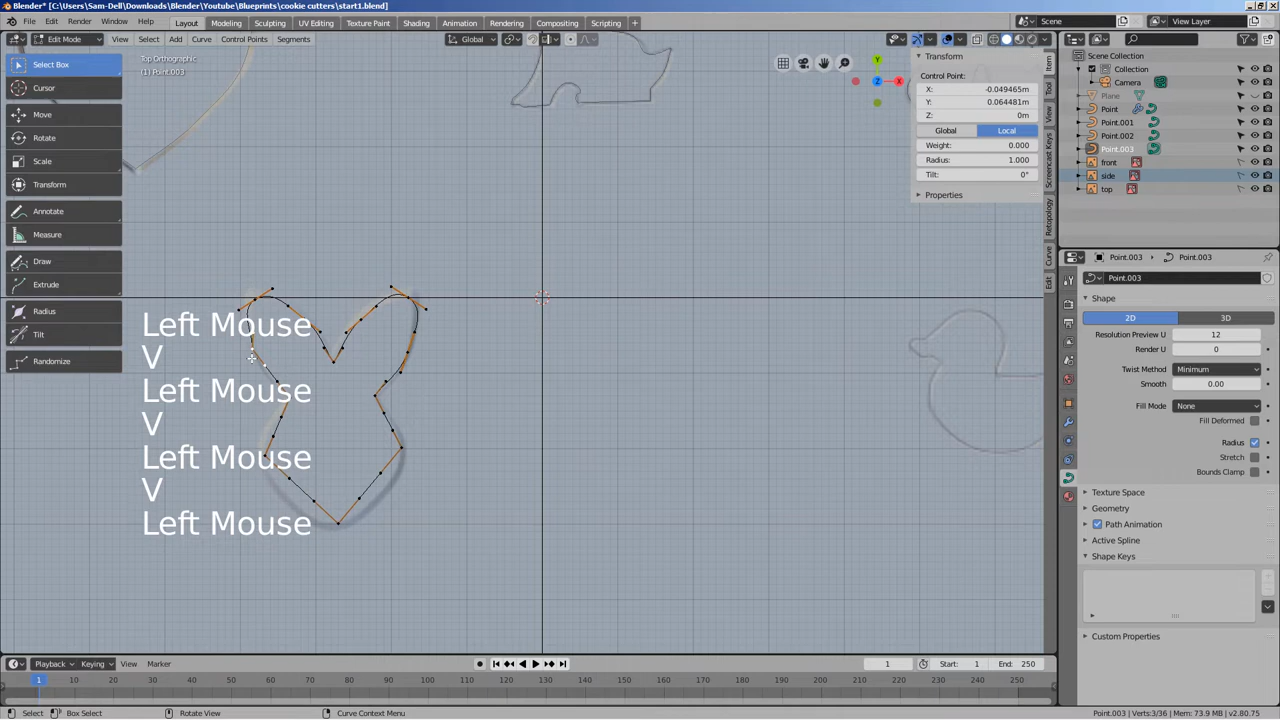 Blender* [C:\Users\Sam-Dell\Downloads\Blender\Youtube\Blueprints\cookie cutters\start1.blend]
File Edit Render Window Help Layout Modeling Sculpting UV Editing Texture Paint Shading Animation Rendering Compositing Scripting + Scene View Layer
Edit Mode View Select Add Curve Control Points Segments Global
Select Box
Cursor
Move
Rotate
Scale
Transform
Annotate
Measure
Draw
Extrude
Radius
Tilt
Randomize
Top Orthographic
(1) Point.003
Left Mouse
V
Left Mouse
V
Left Mouse
V
Left Mouse
Y
X
Z
Transform
Control Point:
X: -0.049465m
Y: 0.064481m
Z: 0m
Global Local
Weight: 0.000
Radius: 1.000
Tilt: 0°
Properties
Item
Tool
View
Screencast Keys
Retopology
Curve
Edit
Scene Collection
Collection
Camera
Plane
Point
Point.001
Point.002
Point.003
front
side
top
Point.003 Point.003
Point.003
Shape
2D 3D
Resolution Preview U 12
Render U 0
Twist Method Minimum
Smooth 0.00
Fill Mode None
Fill Deformed
Radius
Stretch
Bounds Clamp
Texture Space
Geometry
Path Animation
Active Spline
Shape Keys
Custom Properties
Playback Keying View Marker 1 Start: 1 End: 250
1 10 20 30 40 50 60 70 80 90 100 110 120 130 140 150 160 170 180 190 200 210 220 230 240 250
Select Box Select Rotate View Curve Context Menu Point.003 | Verts:3/36 | Mem: 73.9 MB | v2.80.75